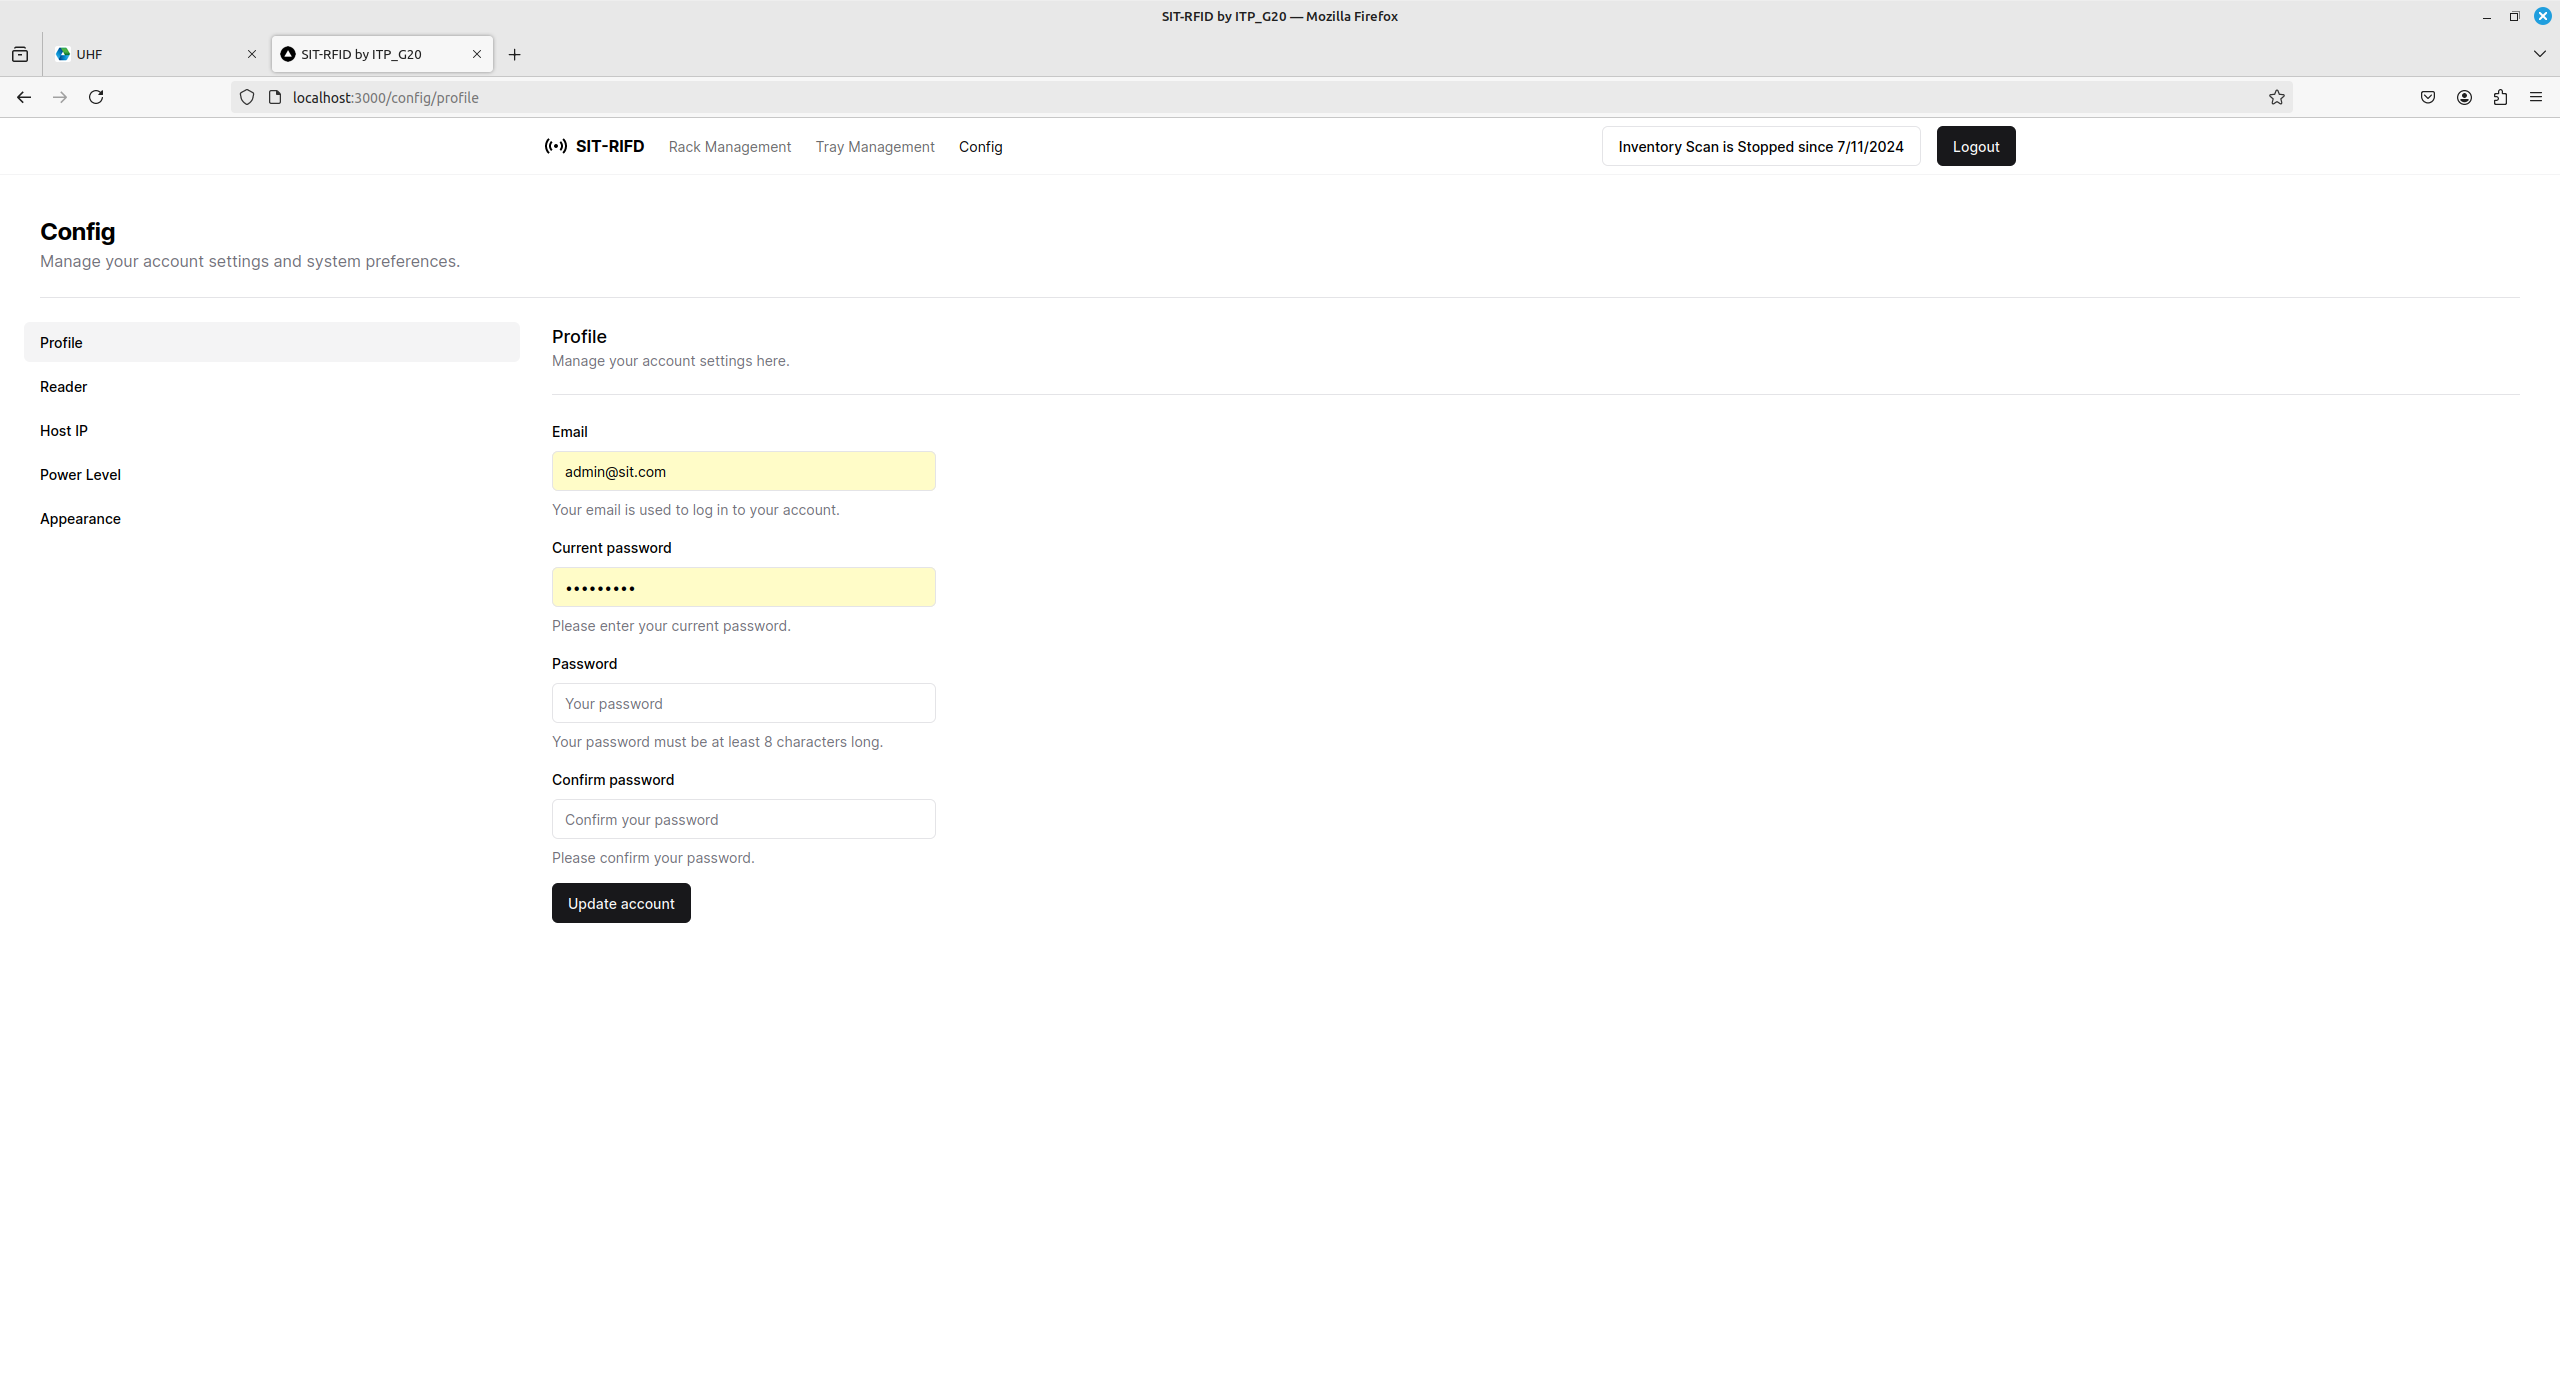 SIT-RFID by ITP_G20 — Mozilla Firefox
UHF
SIT-RFID by ITP_G20
localhost:3000/config/profile
SIT-RIFD Rack Management Tray Management Config Inventory Scan is Stopped since 7/11/2024 Logout
Config
Manage your account settings and system preferences.
Profile
Reader
Host IP
Power Level
Appearance
Profile
Manage your account settings here.
Email
admin@sit.com
Your email is used to log in to your account.
Current password
•••••••••
Please enter your current password.
Password
Your password
Your password must be at least 8 characters long.
Confirm password
Confirm your password
Please confirm your password.
Update account